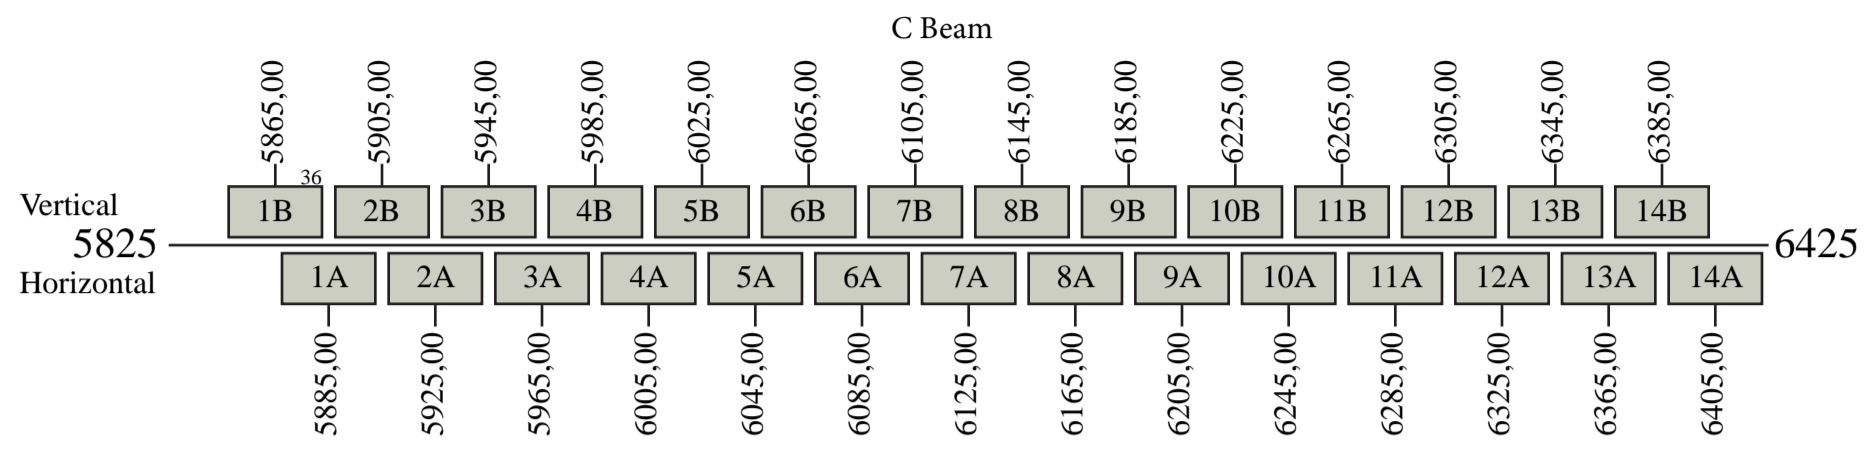 C Beam
5865,00 5905,00 5945,00 5985,00 6025,00 6065,00 6105,00 6145,00 6185,00 6225,00 6265,00 6305,00 6345,00 6385,00
36
Vertical 1B 2B 3B 4B 5B 6B 7B 8B 9B 10B 11B 12B 13B 14B
5825 6425
Horizontal 1A 2A 3A 4A 5A 6A 7A 8A 9A 10A 11A 12A 13A 14A
5885,00 5925,00 5965,00 6005,00 6045,00 6085,00 6125,00 6165,00 6205,00 6245,00 6285,00 6325,00 6365,00 6405,00